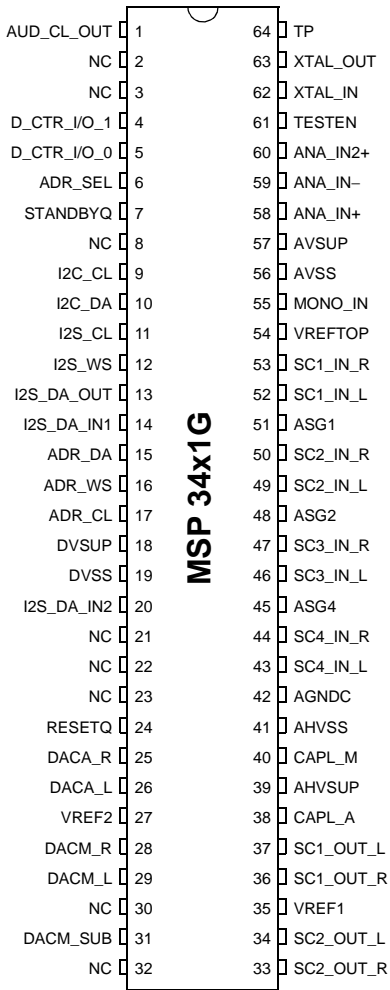 AUD_CL_OUT 1 64 TP
NC 2 63 XTAL_OUT
NC 3 62 XTAL_IN
D_CTR_I/O_1 4 61 TESTEN
D_CTR_I/O_0 5 60 ANA_IN2+
ADR_SEL 6 59 ANA_IN−
STANDBYQ 7 58 ANA_IN+
NC 8 57 AVSUP
I2C_CL 9 56 AVSS
I2C_DA 10 55 MONO_IN
I2S_CL 11 54 VREFTOP
I2S_WS 12 53 SC1_IN_R
I2S_DA_OUT 13 52 SC1_IN_L
I2S_DA_IN1 14 51 ASG1
ADR_DA 15 50 SC2_IN_R
ADR_WS 16 49 SC2_IN_L
ADR_CL 17 48 ASG2
DVSUP 18 47 SC3_IN_R
DVSS 19 46 SC3_IN_L
I2S_DA_IN2 20 45 ASG4
NC 21 44 SC4_IN_R
NC 22 43 SC4_IN_L
NC 23 42 AGNDC
RESETQ 24 41 AHVSS
DACA_R 25 40 CAPL_M
DACA_L 26 39 AHVSUP
VREF2 27 38 CAPL_A
DACM_R 28 37 SC1_OUT_L
DACM_L 29 36 SC1_OUT_R
NC 30 35 VREF1
DACM_SUB 31 34 SC2_OUT_L
NC 32 33 SC2_OUT_R
MSP 34x1G